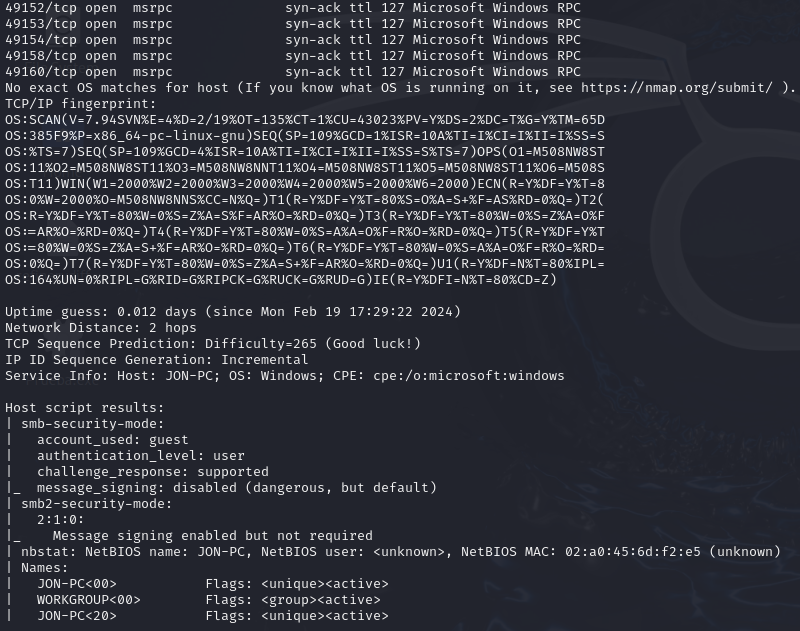 49152/tcp open  msrpc              syn-ack ttl 127 Microsoft Windows RPC
49153/tcp open  msrpc              syn-ack ttl 127 Microsoft Windows RPC
49154/tcp open  msrpc              syn-ack ttl 127 Microsoft Windows RPC
49158/tcp open  msrpc              syn-ack ttl 127 Microsoft Windows RPC
49160/tcp open  msrpc              syn-ack ttl 127 Microsoft Windows RPC
No exact OS matches for host (If you know what OS is running on it, see https://nmap.org/submit/ ).
TCP/IP fingerprint:
OS:SCAN(V=7.94SVN%E=4%D=2/19%OT=135%CT=1%CU=43023%PV=Y%DS=2%DC=T%G=Y%TM=65D
OS:385F9%P=x86_64-pc-linux-gnu)SEQ(SP=109%GCD=1%ISR=10A%TI=I%CI=I%II=I%SS=S
OS:%TS=7)SEQ(SP=109%GCD=4%ISR=10A%TI=I%CI=I%II=I%SS=S%TS=7)OPS(O1=M508NW8ST
OS:11%O2=M508NW8ST11%O3=M508NW8NNT11%O4=M508NW8ST11%O5=M508NW8ST11%O6=M508S
OS:T11)WIN(W1=2000%W2=2000%W3=2000%W4=2000%W5=2000%W6=2000)ECN(R=Y%DF=Y%T=8
OS:0%W=2000%O=M508NW8NNS%CC=N%Q=)T1(R=Y%DF=Y%T=80%S=O%A=S+%F=AS%RD=0%Q=)T2(
OS:R=Y%DF=Y%T=80%W=0%S=Z%A=S%F=AR%O=%RD=0%Q=)T3(R=Y%DF=Y%T=80%W=0%S=Z%A=O%F
OS:=AR%O=%RD=0%Q=)T4(R=Y%DF=Y%T=80%W=0%S=A%A=O%F=R%O=%RD=0%Q=)T5(R=Y%DF=Y%T
OS:=80%W=0%S=Z%A=S+%F=AR%O=%RD=0%Q=)T6(R=Y%DF=Y%T=80%W=0%S=A%A=O%F=R%O=%RD=
OS:0%Q=)T7(R=Y%DF=Y%T=80%W=0%S=Z%A=S+%F=AR%O=%RD=0%Q=)U1(R=Y%DF=N%T=80%IPL=
OS:164%UN=0%RIPL=G%RID=G%RIPCK=G%RUCK=G%RUD=G)IE(R=Y%DFI=N%T=80%CD=Z)
Uptime guess: 0.012 days (since Mon Feb 19 17:29:22 2024)
Network Distance: 2 hops
TCP Sequence Prediction: Difficulty=265 (Good luck!)
IP ID Sequence Generation: Incremental
Service Info: Host: JON-PC; OS: Windows; CPE: cpe:/o:microsoft:windows
Host script results:
| smb-security-mode:
|   account_used: guest
|   authentication_level: user
|   challenge_response: supported
|_  message_signing: disabled (dangerous, but default)
| smb2-security-mode:
|   2:1:0:
|_    Message signing enabled but not required
| nbstat: NetBIOS name: JON-PC, NetBIOS user: <unknown>, NetBIOS MAC: 02:a0:45:6d:f2:e5 (unknown)
| Names:
|   JON-PC<00>           Flags: <unique><active>
|   WORKGROUP<00>        Flags: <group><active>
|   JON-PC<20>           Flags: <unique><active>